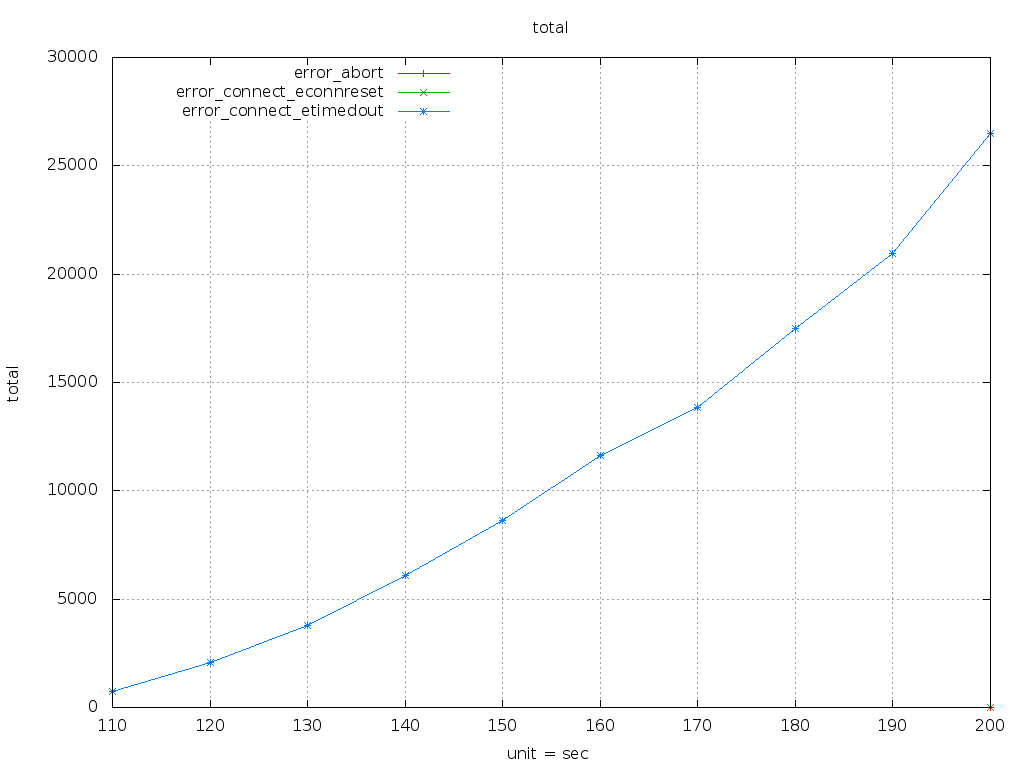 total
30000
25000
20000
15000
10000
5000
0
total
error_abort
error_connect_econnreset
error_connect_etimedout
110 120 130 140 150 160 170 180 190 200
unit = sec